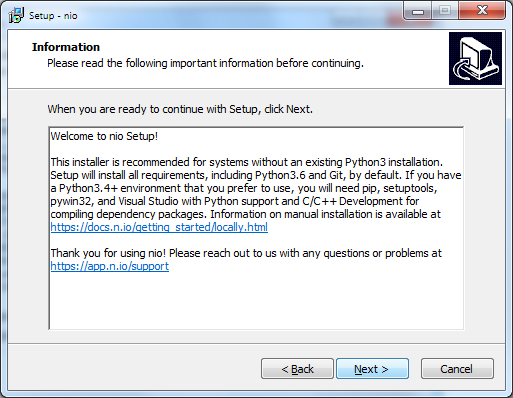 Setup - nio
Information
Please read the following important information before continuing.
When you are ready to continue with Setup, click Next.
Welcome to nio Setup!
This installer is recommended for systems without an existing Python3 installation.
Setup will install all requirements, including Python3.6 and Git, by default. If you have
a Python3.4+ environment that you prefer to use, you will need pip, setuptools,
pywin32, and Visual Studio with Python support and C/C++ Development for
compiling dependency packages. Information on manual installation is available at
https://docs.n.io/getting_started/locally.html
Thank you for using nio! Please reach out to us with any questions or problems at
https://app.n.io/support
< Back
Next >
Cancel